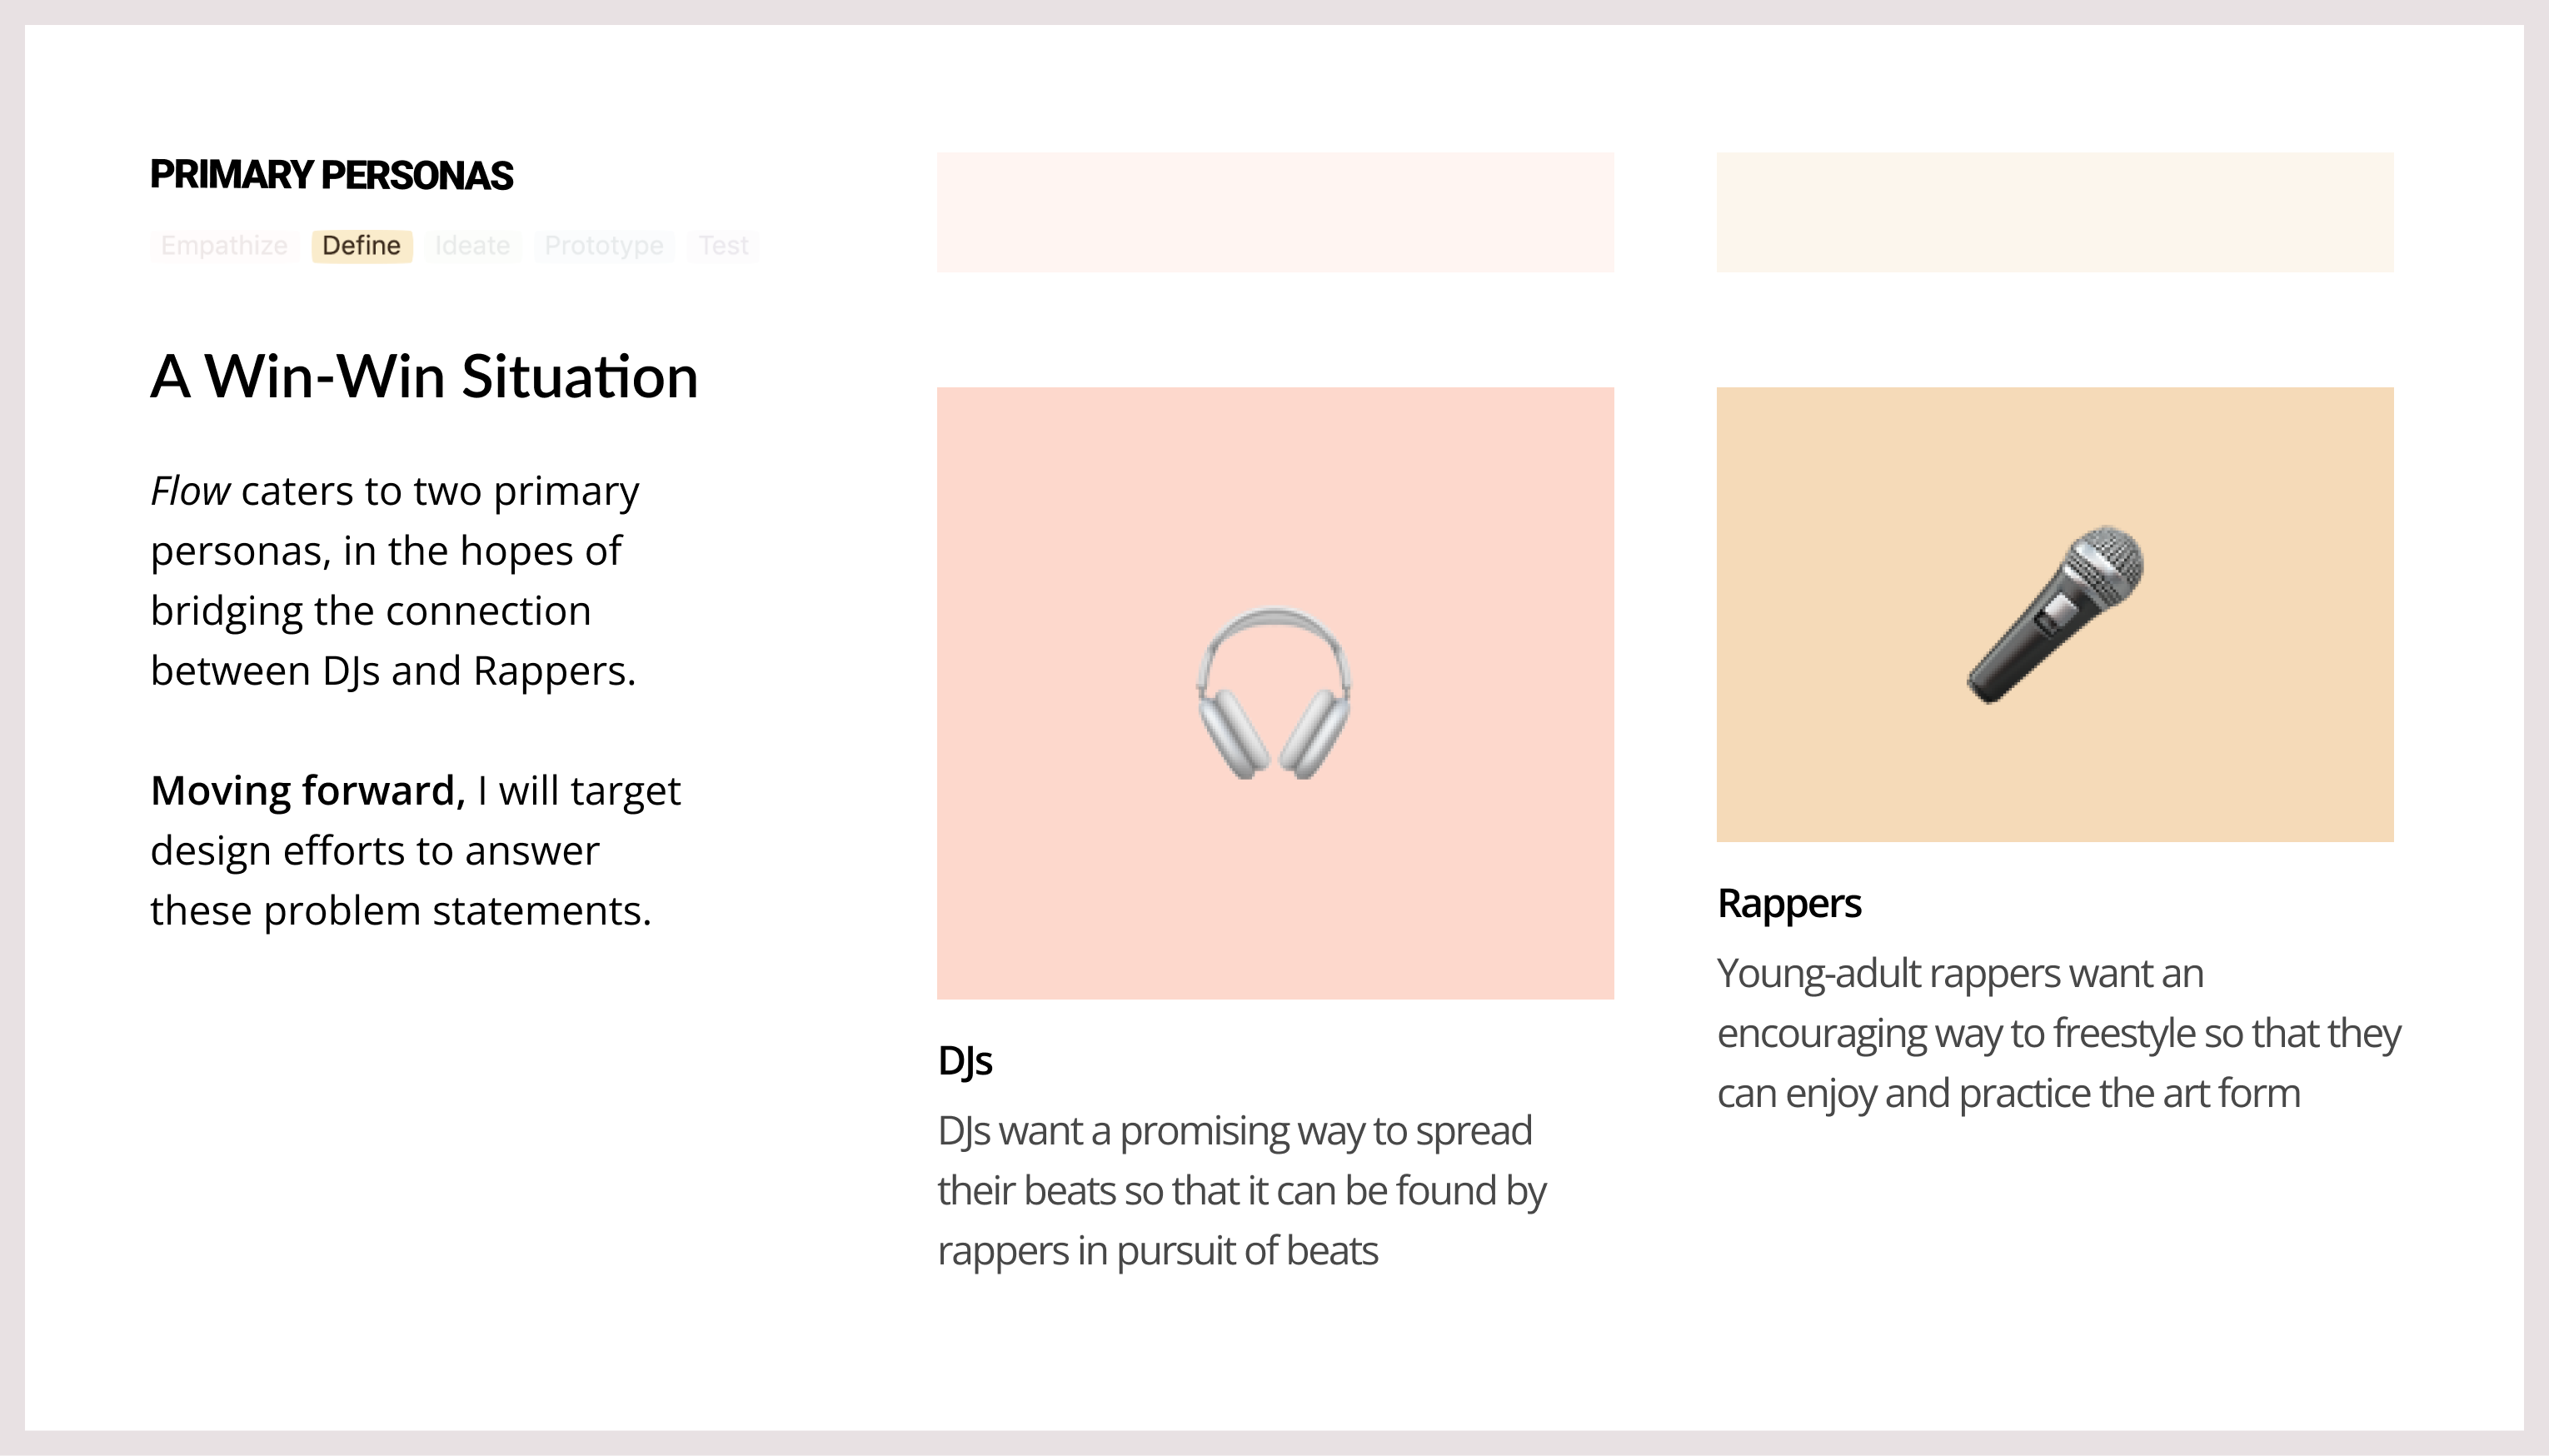 PRIMARY PERSONAS
Empathize Define Ideate Prototype Test
A Win-Win Situation
Flow caters to two primary
personas, in the hopes of
bridging the connection
between DJs and Rappers.
Moving forward, I will target
design efforts to answer
these problem statements.
DJs
DJs want a promising way to spread
their beats so that it can be found by
rappers in pursuit of beats
Rappers
Young-adult rappers want an
encouraging way to freestyle so that they
can enjoy and practice the art form